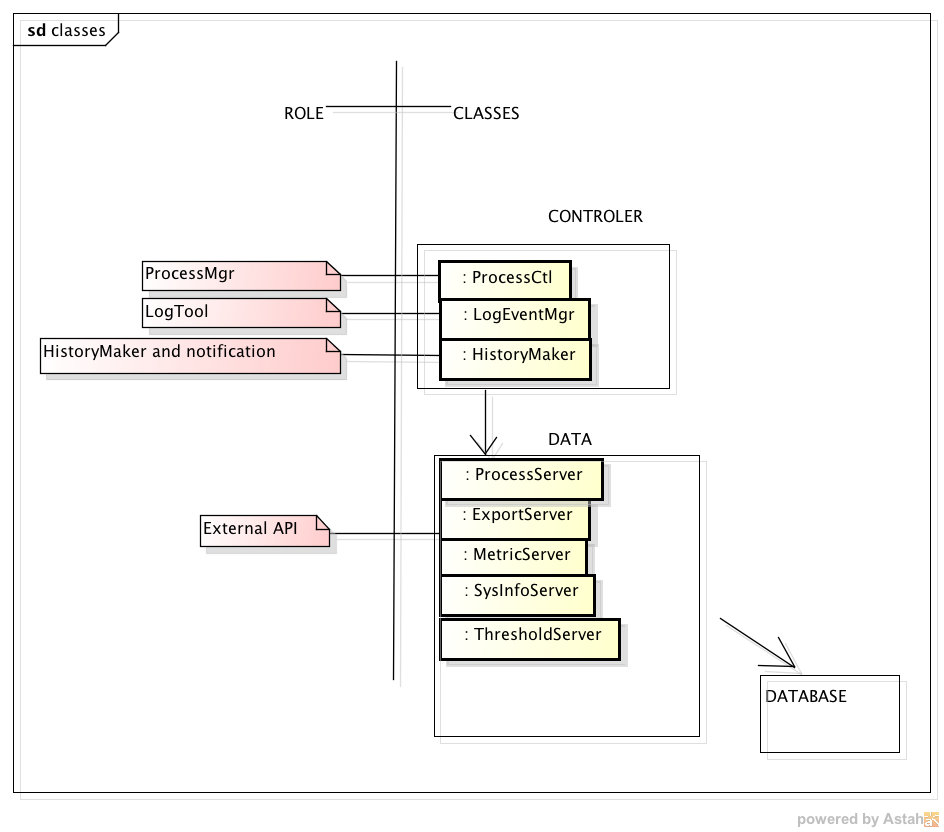 sd classes
ROLE
CLASSES
CONTROLER
ProcessMgr
: ProcessCtl
LogTool
: LogEventMgr
HistoryMaker and notification
: HistoryMaker
DATA
: ProcessServer
External API
: ExportServer
: MetricServer
: SysInfoServer
: ThresholdServer
DATABASE
powered by Astah